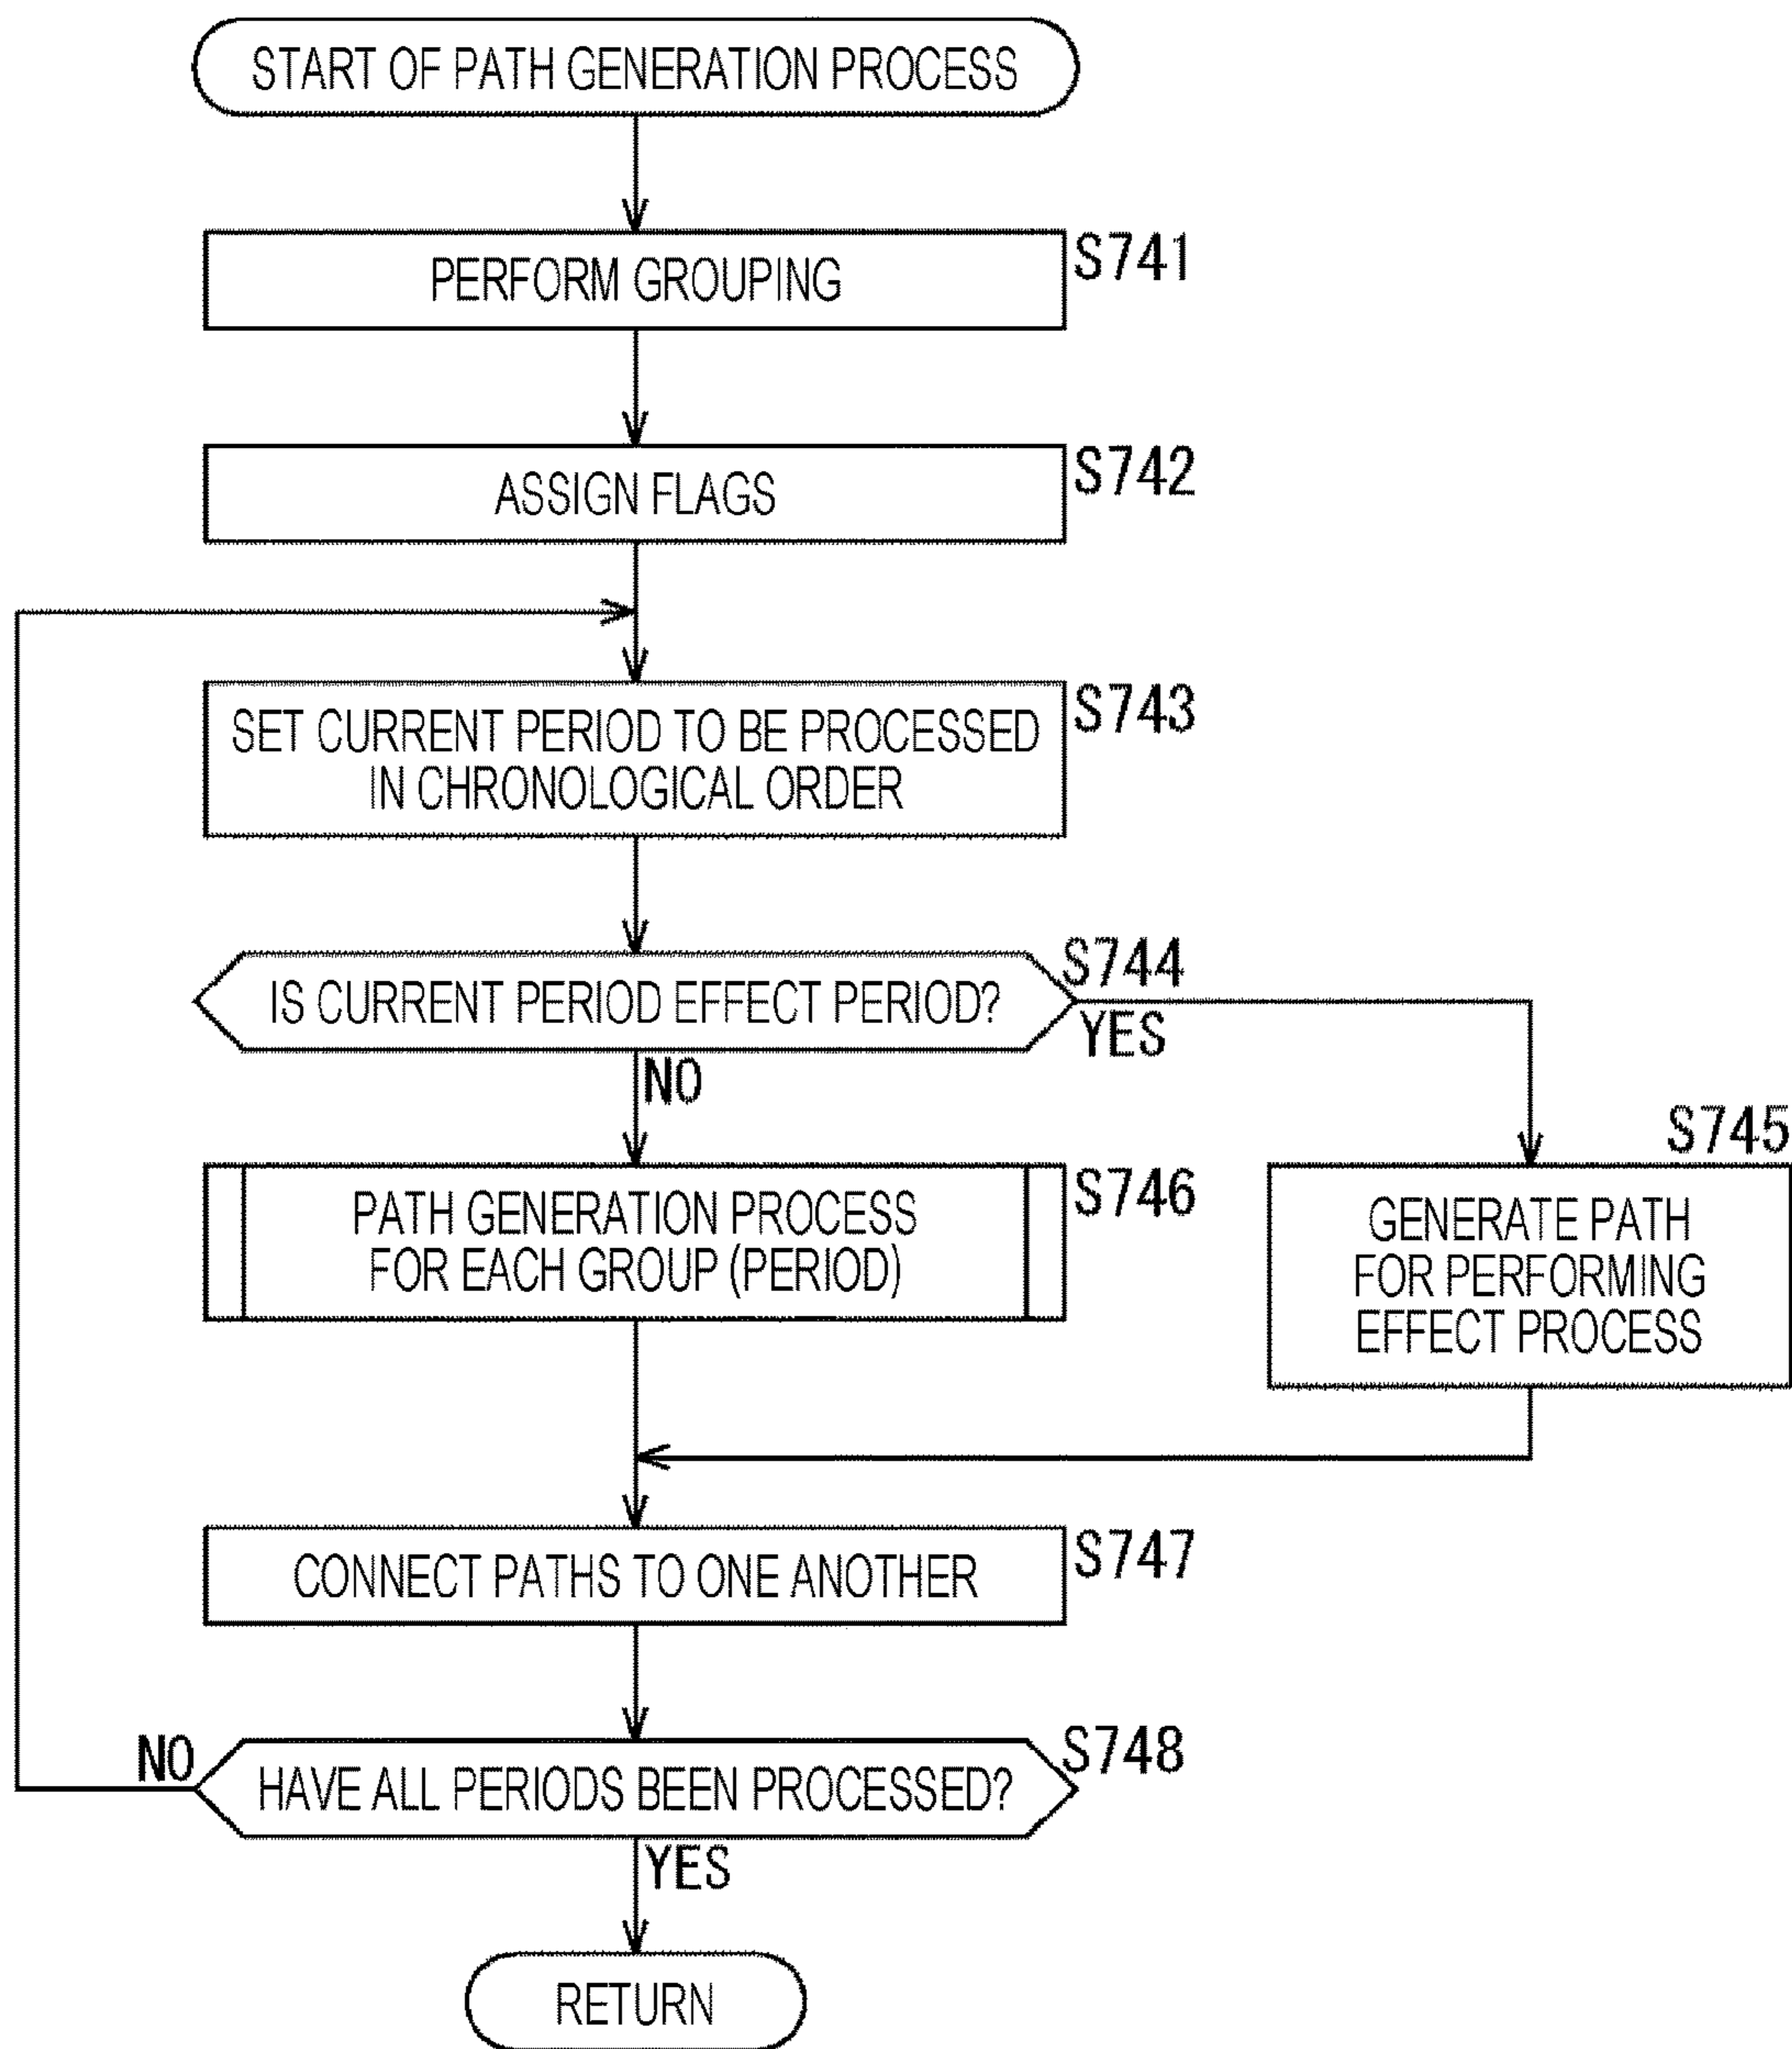 START OF PATH GENERATION PROCESS
S741
PERFORM GROUPING
S742
ASSIGN FLAGS
S743
SET CURRENT PERIOD TO BE PROCESSED
IN CHRONOLOGICAL ORDER
S744
IS CURRENT PERIOD EFFECT PERIOD?
YES
NO
S745
S746
PATH GENERATION PROCESS
FOR EACH GROUP (PERIOD)
GENERATE PATH
FOR PERFORMING
EFFECT PROCESS
S747
CONNECT PATHS TO ONE ANOTHER
S748
NO
HAVE ALL PERIODS BEEN PROCESSED?
YES
RETURN